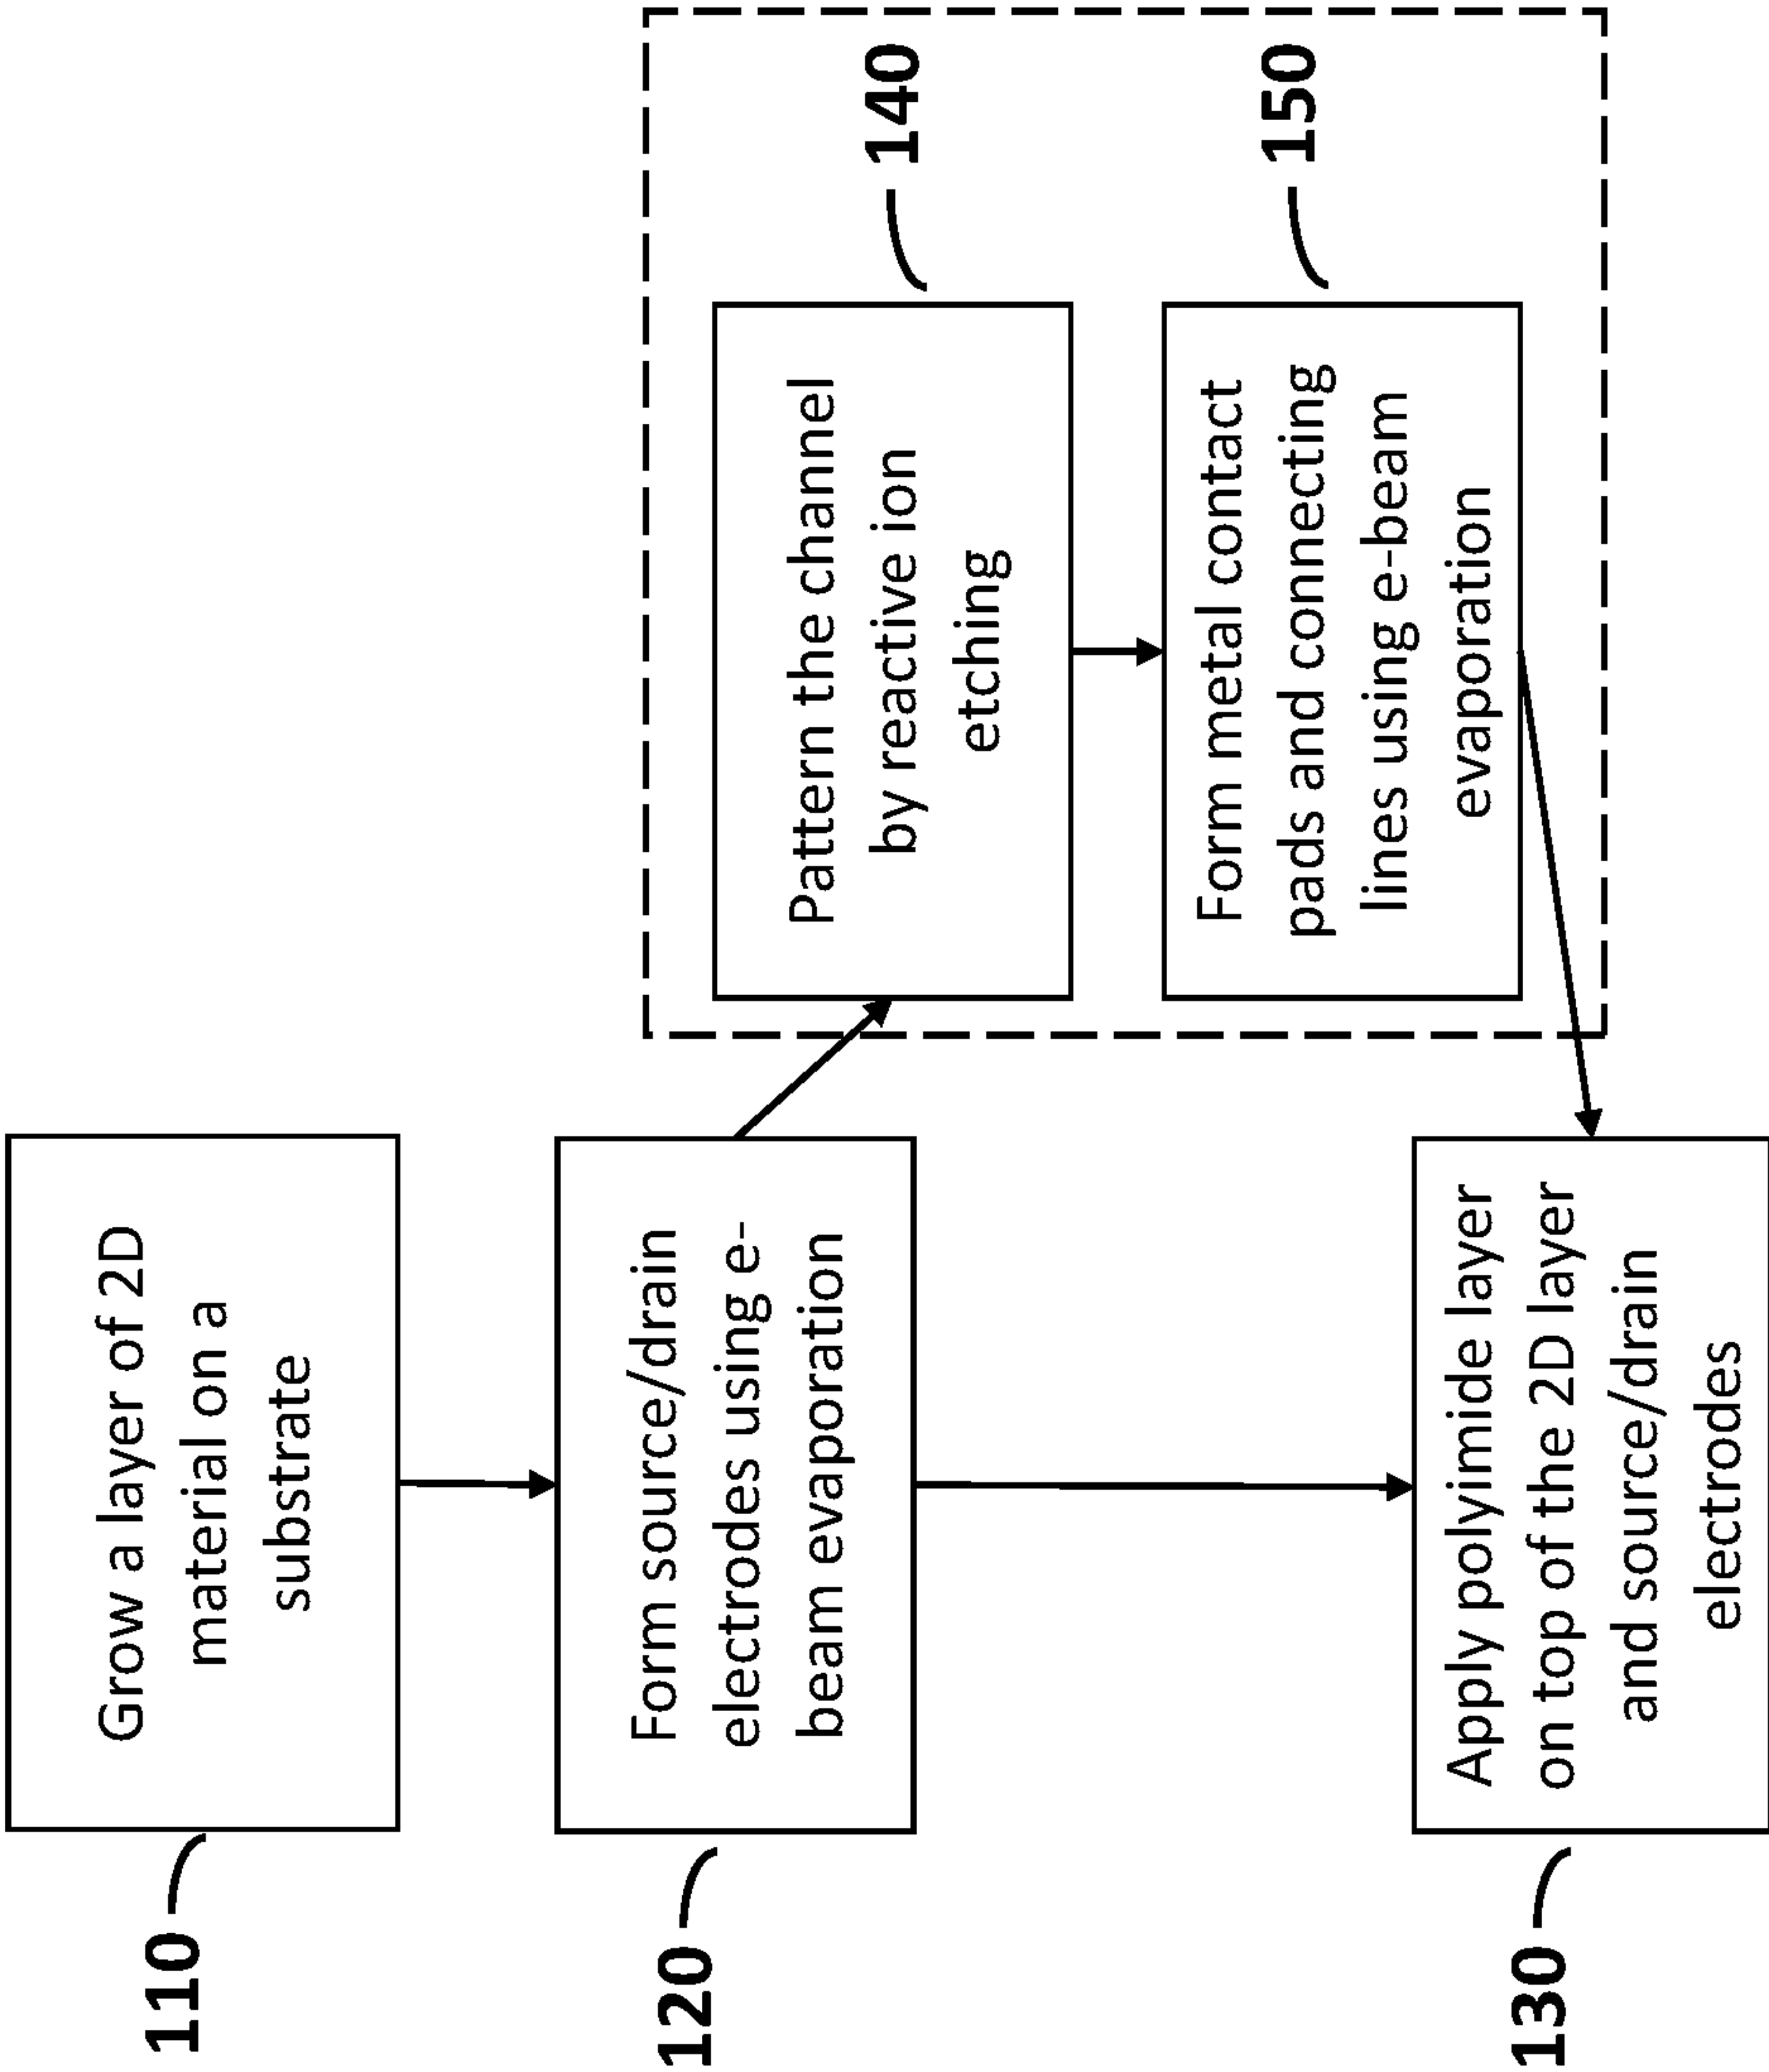 110
Grow a layer of 2D
material on a
substrate
120
Form source/drain
electrodes using e-
beam evaporation
140
Pattern the channel
by reactive ion
etching
150
Form metal contact
pads and connecting
lines using e-beam
evaporation
130
Apply polyimide layer
on top of the 2D layer
and source/drain
electrodes